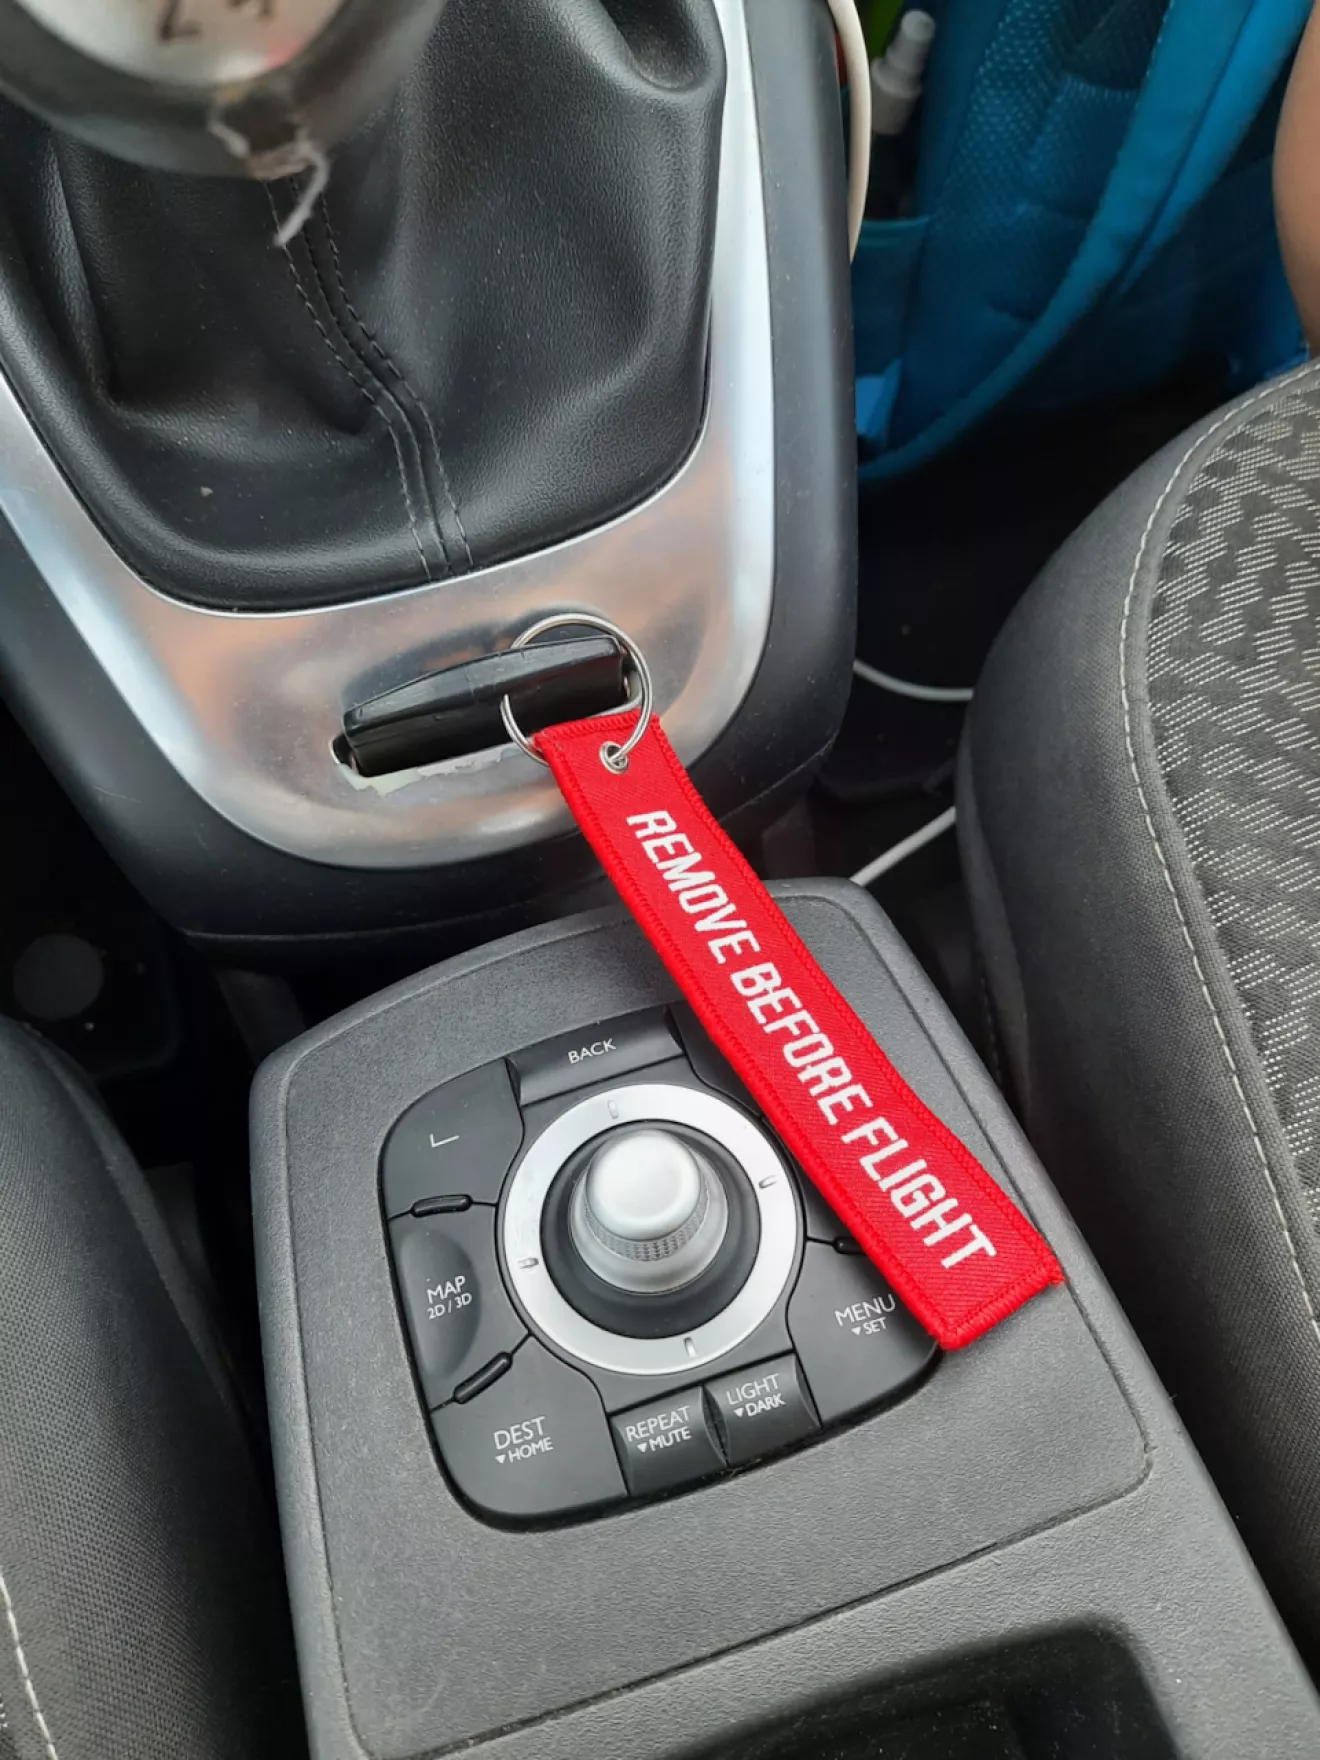 REMOVE BEFORE FLIGHT
BACK
MAP
2D / 3D
MENU
▼SET
DEST
▼HOME
REPEAT
▼MUTE
LIGHT
▼DARK